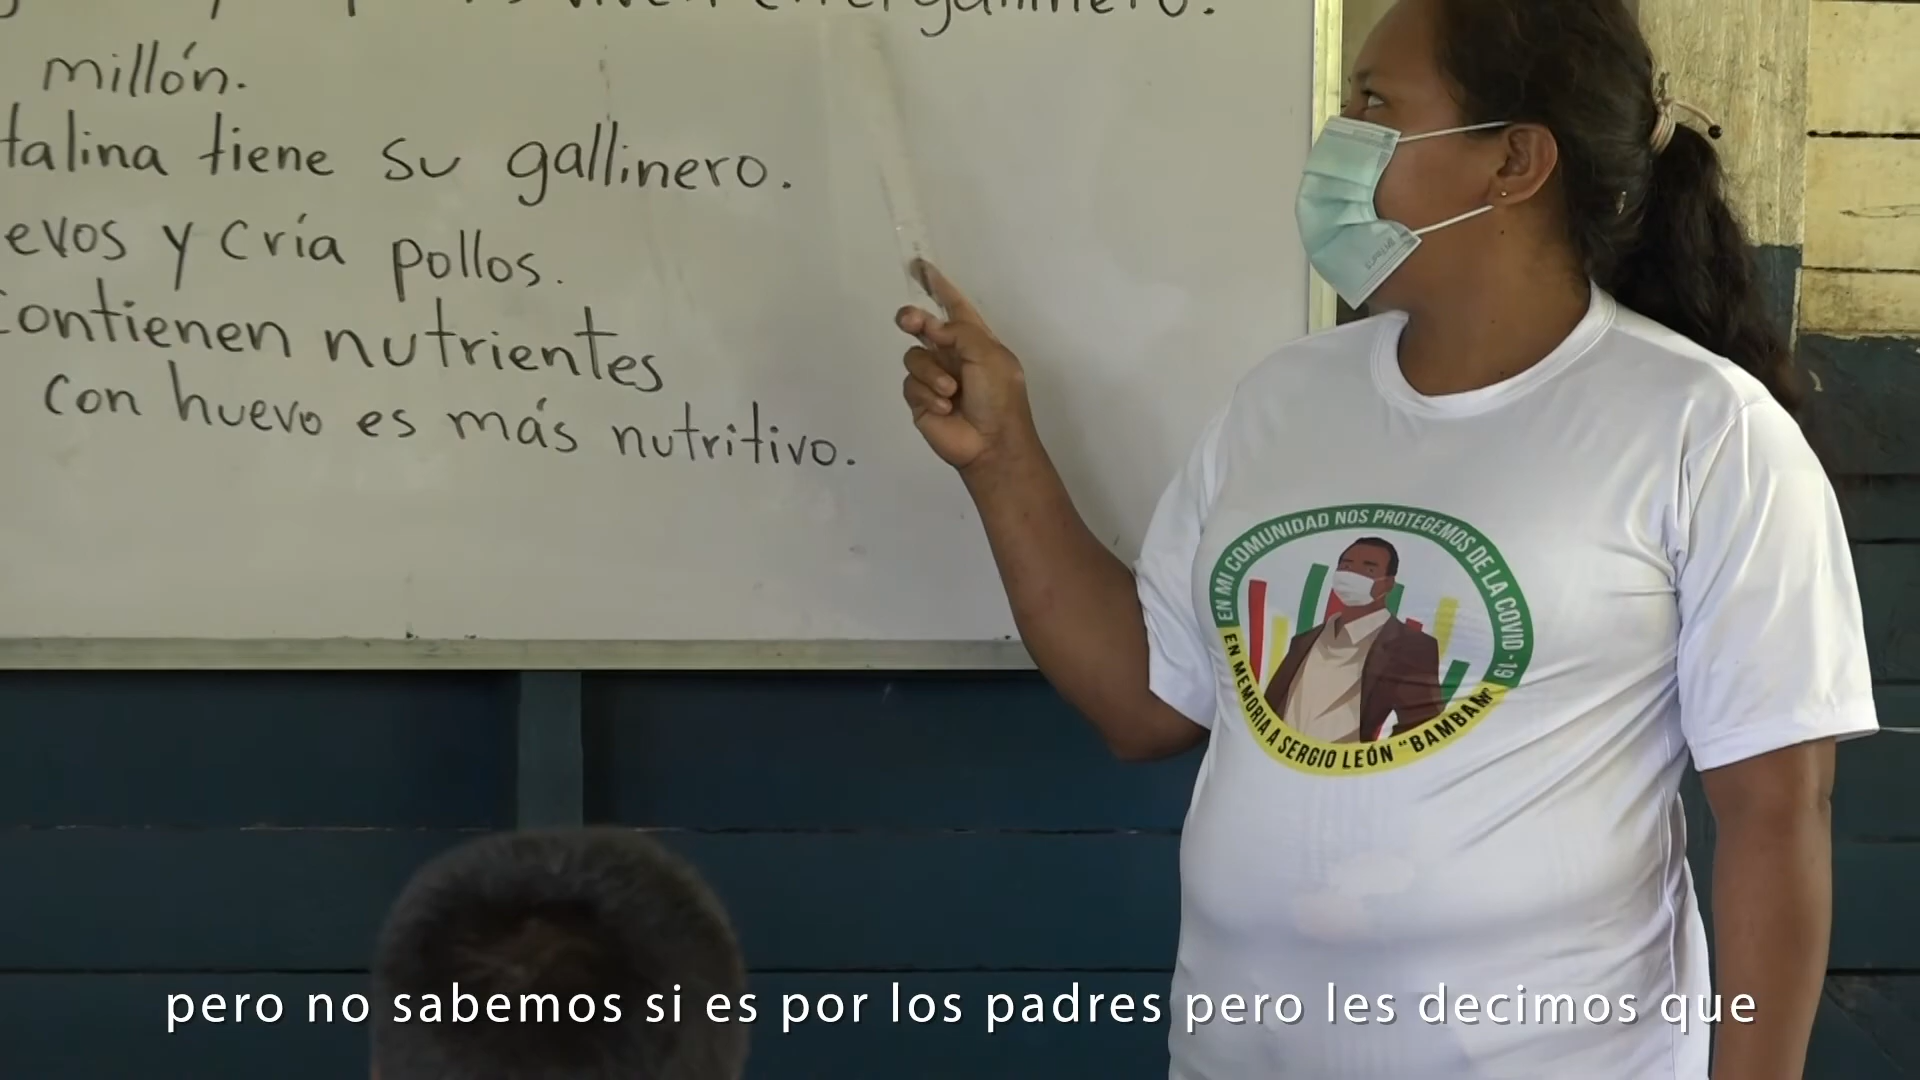 millón.
talina tiene su gallinero.
evos y cría pollos.
contienen nutrientes
con huevo es más nutritivo.
EN MI COMUNIDAD NOS PROTEGEMOS DE LA COVID - 19
EN MEMORIA A SERGIO LEÓN "BAMBAM"
pero no sabemos si es por los padres pero les decimos que